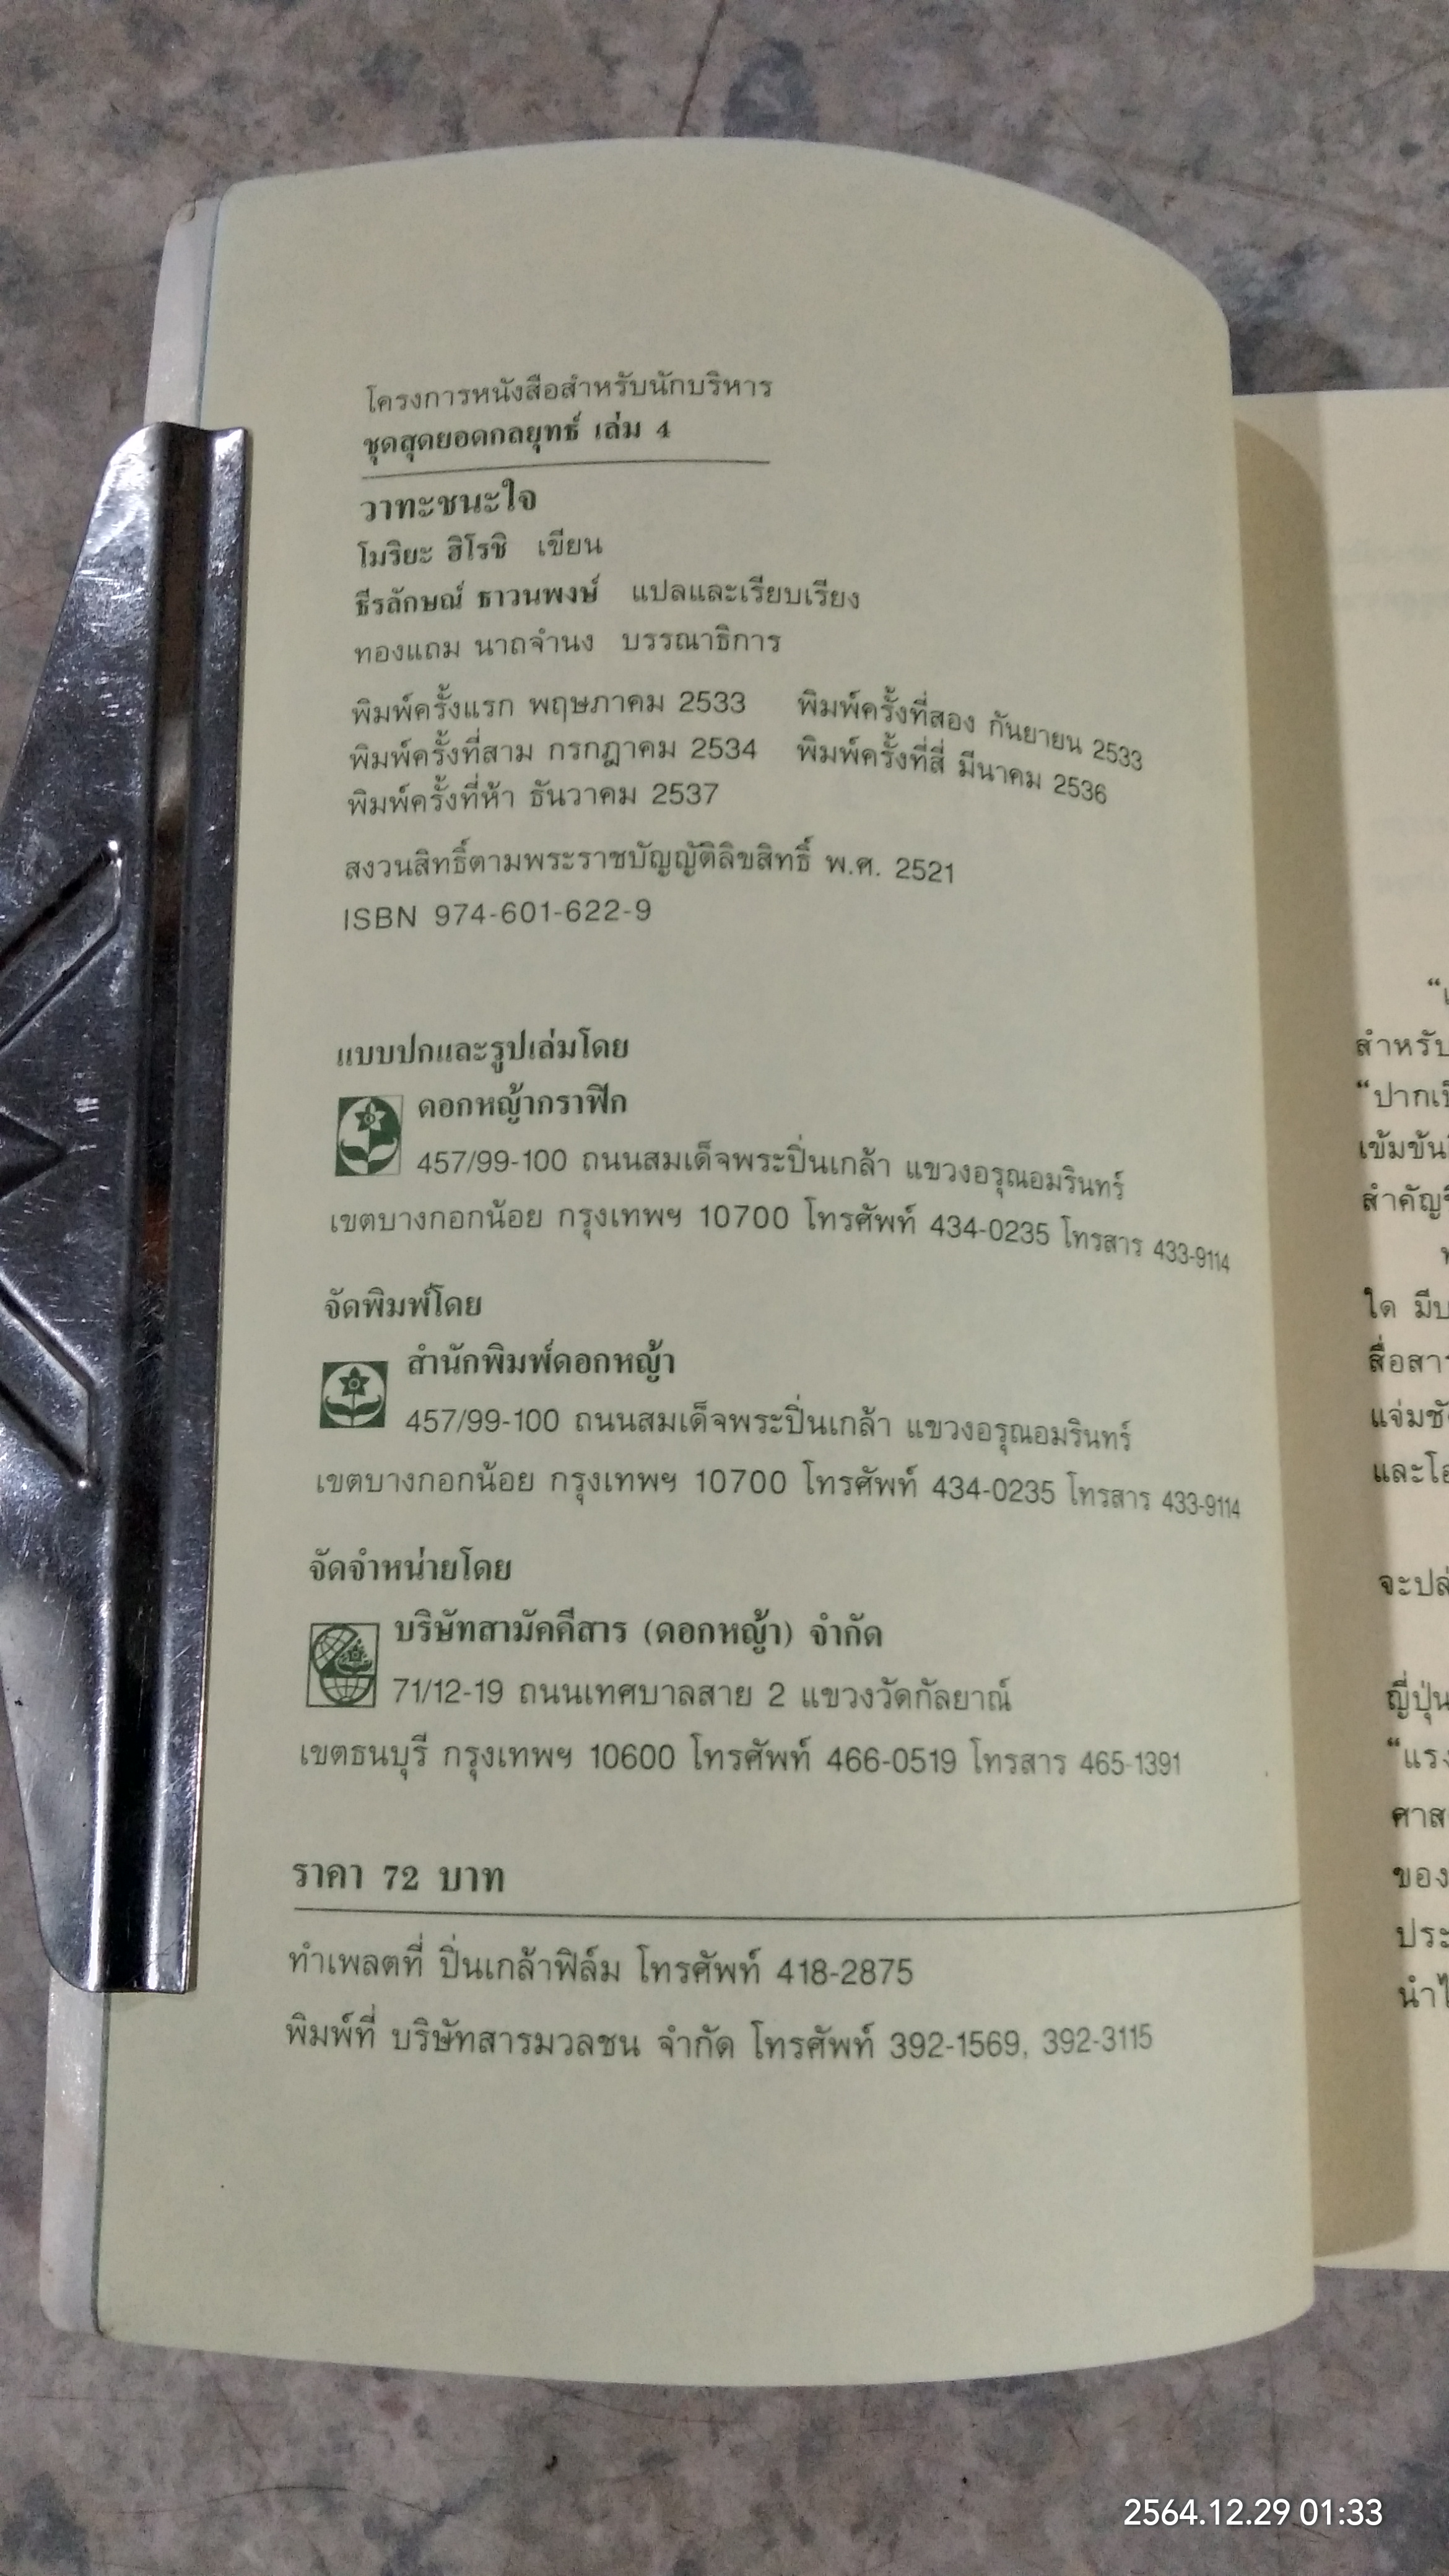 โครงการหนังสือสำหรับนักบริหาร
ชุดสุดยอดกลยุทธ์ เล่ม 4
วาทะชนะใจ
โมริยะ ฮิโรชิ เขียน
ธีรลักษณ์ ธาวนพงษ์ แปลและเรียบเรียง
ทองแถม นาถจำนง บรรณาธิการ
พิมพ์ครั้งแรก พฤษภาคม 2533 พิมพ์ครั้งที่สอง กันยายน 2533
พิมพ์ครั้งที่สาม กรกฎาคม 2534 พิมพ์ครั้งที่สี่ มีนาคม 2536
พิมพ์ครั้งที่ห้า ธันวาคม 2537
สงวนสิทธิ์ตามพระราชบัญญัติลิขสิทธิ์ พ.ศ. 2521
ISBN 974-601-622-9
แบบปกและรูปเล่มโดย
ดอกหญ้ากราฟิก
457/99-100 ถนนสมเด็จพระปิ่นเกล้า แขวงอรุณอมรินทร์
เขตบางกอกน้อย กรุงเทพฯ 10700 โทรศัพท์ 434-0235 โทรสาร 433-9114
จัดพิมพ์โดย
สำนักพิมพ์ดอกหญ้า
457/99-100 ถนนสมเด็จพระปิ่นเกล้า แขวงอรุณอมรินทร์
เขตบางกอกน้อย กรุงเทพฯ 10700 โทรศัพท์ 434-0235 โทรสาร 433-9114
จัดจำหน่ายโดย
บริษัทสามัคคีสาร (ดอกหญ้า) จำกัด
71/12-19 ถนนเทศบาลสาย 2 แขวงวัดกัลยาณ์
เขตธนบุรี กรุงเทพฯ 10600 โทรศัพท์ 466-0519 โทรสาร 465-1391
ราคา 72 บาท
ทำเพลตที่ ปิ่นเกล้าฟิล์ม โทรศัพท์ 418-2875
พิมพ์ที่ บริษัทสารมวลชน จำกัด โทรศัพท์ 392-1569, 392-3115
สำหรับ
เข้มข้น
ใด
จะปล่
ญี่ปุ่น
ศาส
ของ
ประ
2564.12.29 01:33